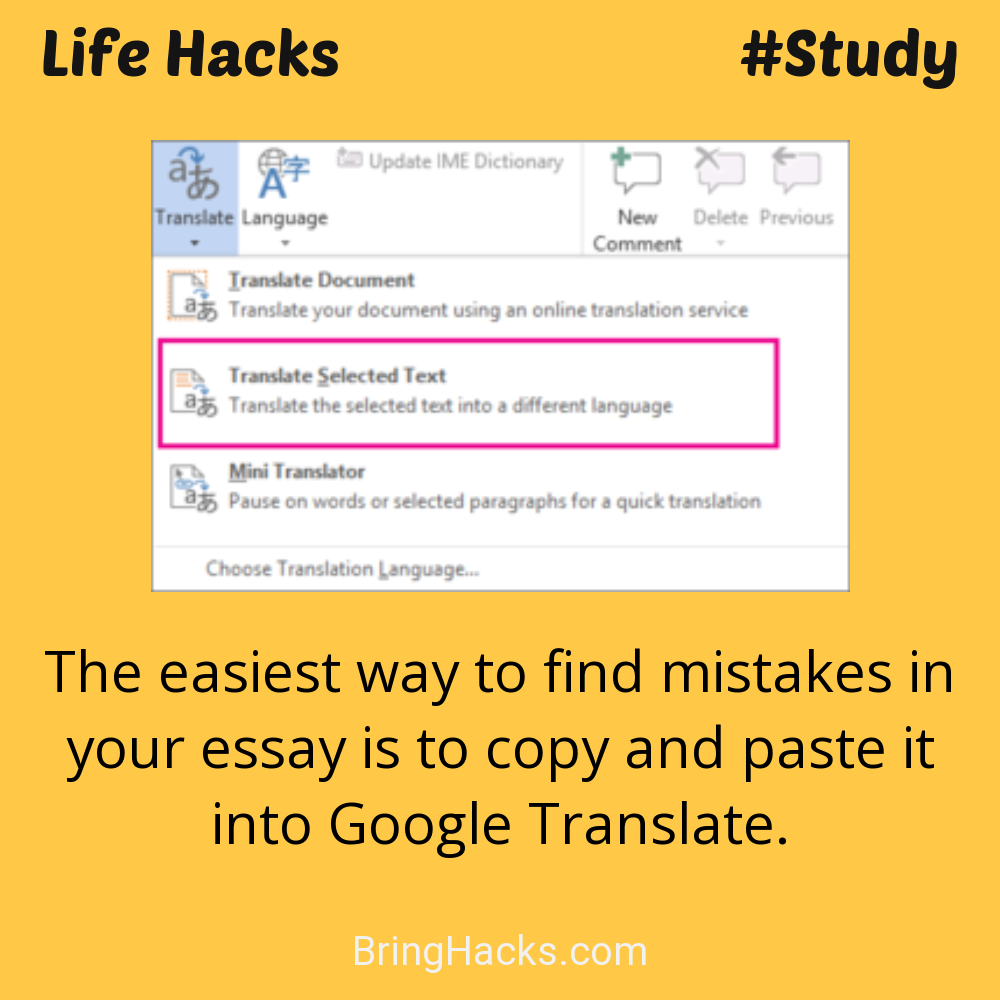 Life Hacks #Study
Update IME Dictionary
Translate Language New Delete Previous
Comment
Translate Document
Translate your document using an online translation service
Translate Selected Text
Translate the selected text into a different language
Mini Translator
Pause on words or selected paragraphs for a quick translation
Choose Translation Language...
The easiest way to find mistakes in
your essay is to copy and paste it
into Google Translate.
BringHacks.com